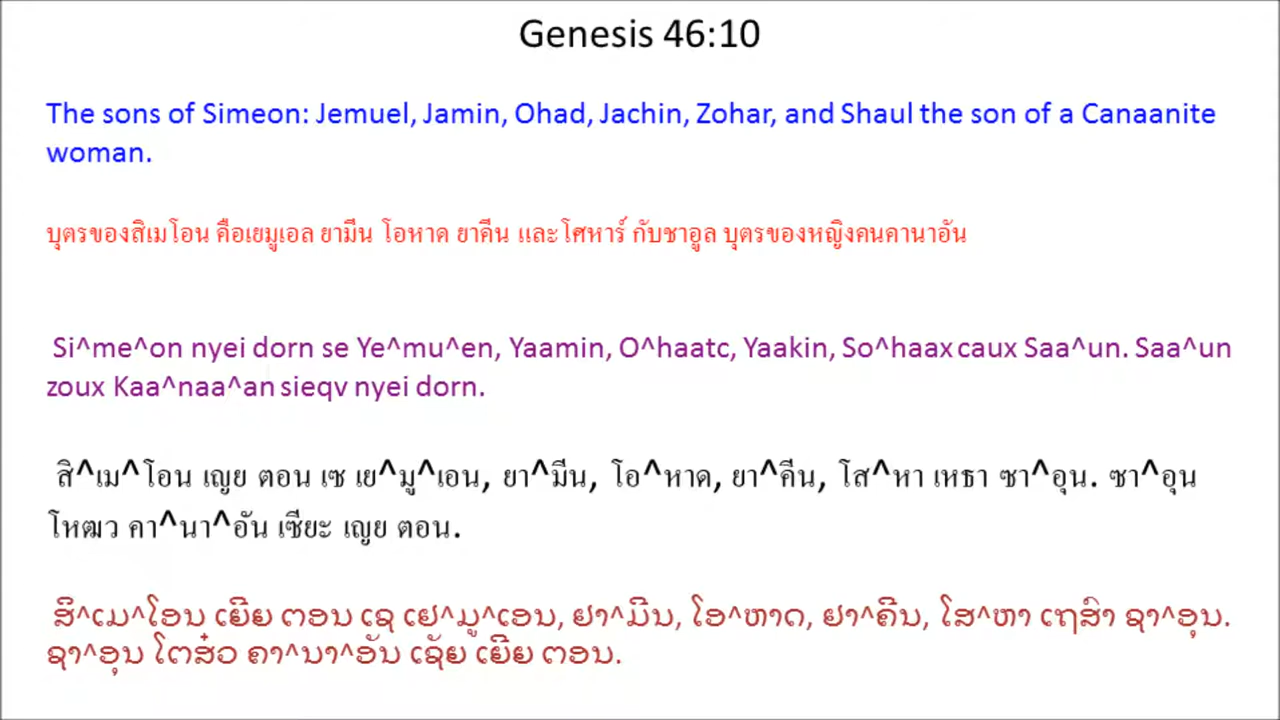 Genesis 46:10
The sons of Simeon: Jemuel, Jamin, Ohad, Jachin, Zohar, and Shaul the son of a Canaanite
woman.
บุตรของสิเมโอน คือเยมูเอล ยามีน โอหาด ยาคีน และโศหาร์ กับชาอูล บุตรของหญิงคนคานาอัน
Si^me^on nyei dorn se Ye^mu^en, Yaamin, O^haatc, Yaakin, So^haax caux Saa^un. Saa^un
zoux Kaa^naa^an sieqv nyei dorn.
สิ^เม^โอน เญย ตอน เซ เย^มู^เอน, ยา^มีน, โอ^หาด, ยา^คีน, โส^หา เหธา ซา^อุน. ซา^อุน
โหฒว คา^นา^อัน เซียะ เญย ตอน.
ສິ^ເມ^ໂອນ ເຍີຍ ຕອນ ເຊ ເຢ^ມູ^ເອນ, ຢາ^ມີນ, ໂອ^ຫາດ, ຢາ^ຄີນ, ໂສ^ຫາ ເຖສົາ ຊາ^ອຸນ.
ຊາ^ອຸນ ໂຕສ໋ວ ຄາ^ນາ^ອັນ ເຊັຍ ເຍີຍ ຕອນ.